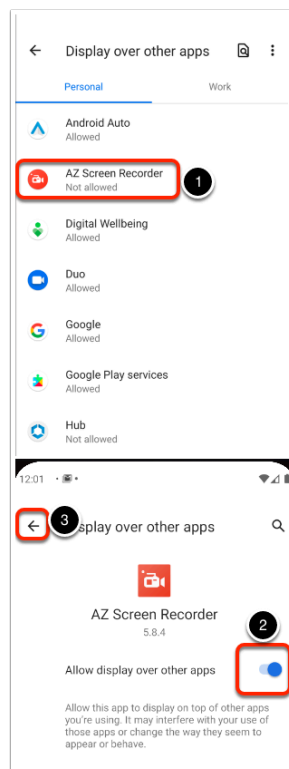 Display over other apps
Personal Work
Android Auto
Allowed
AZ Screen Recorder
Not allowed
1
Digital Wellbeing
Allowed
Duo
Allowed
Google
Allowed
Google Play services
Allowed
Hub
Not allowed
12:01
3
splay over other apps
AZ Screen Recorder
5.8.4
2
Allow display over other apps
Allow this app to display on top of other apps
you're using. It may interfere with your use of
those apps or change the way they seem to
appear or behave.